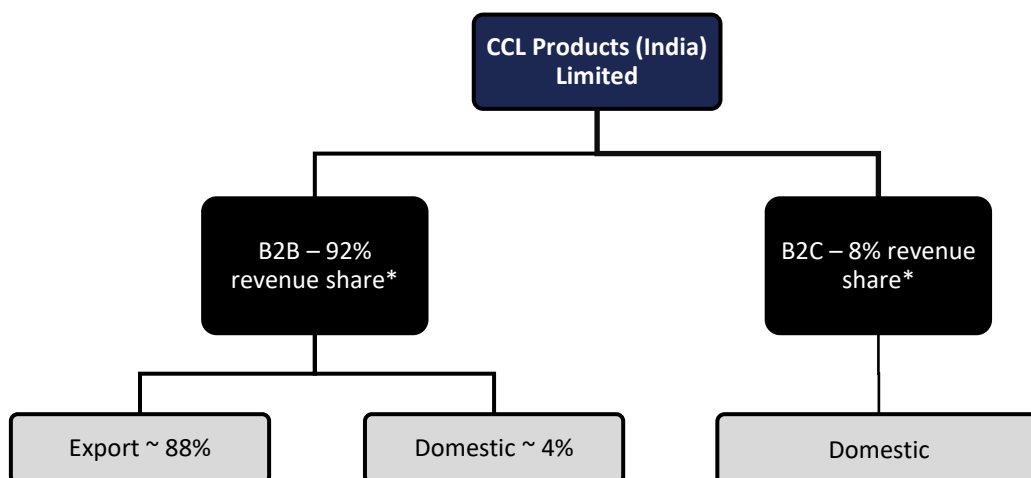 CCL Products (India)
Limited
B2B – 92%
revenue share*
B2C – 8% revenue
share*
Export ~ 88%
Domestic ~ 4%
Domestic